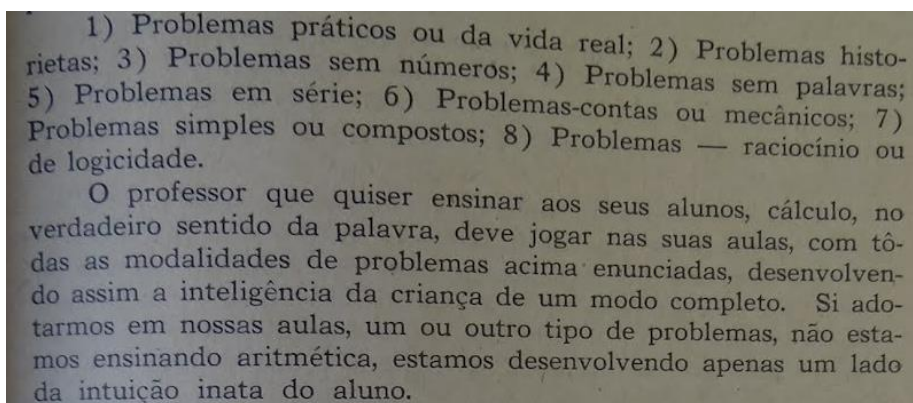 1) Problemas práticos ou da vida real; 2) Problemas histo-
rietas; 3) Problemas sem números; 4) Problemas sem palavras;
5) Problemas em série; 6) Problemas-contas ou mecânicos; 7)
Problemas simples ou compostos; 8) Problemas — raciocínio ou
de logicidade.
O professor que quiser ensinar aos seus alunos, cálculo, no
verdadeiro sentido da palavra, deve jogar nas suas aulas, com tô-
das as modalidades de problemas acima enunciadas, desenvolven-
do assim a inteligência da criança de um modo completo. Si ado-
tarmos em nossas aulas, um ou outro tipo de problemas, não esta-
mos ensinando aritmética, estamos desenvolvendo apenas um lado
da intuição inata do aluno.